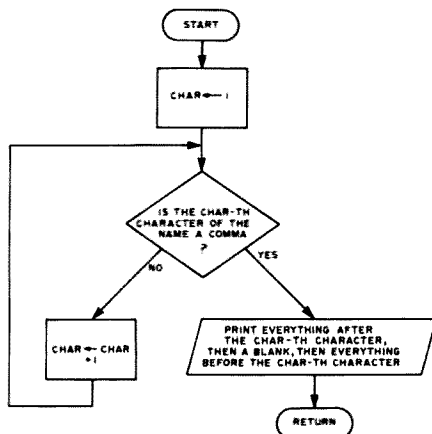 START
CHAR ← 1
IS THE CHAR-TH
CHARACTER OF THE
NAME A COMMA
?
NO
YES
CHAR ← CHAR
+1
PRINT EVERYTHING AFTER
THE CHAR-TH CHARACTER,
THEN A BLANK, THEN EVERYTHING
BEFORE THE CHAR-TH CHARACTER
RETURN